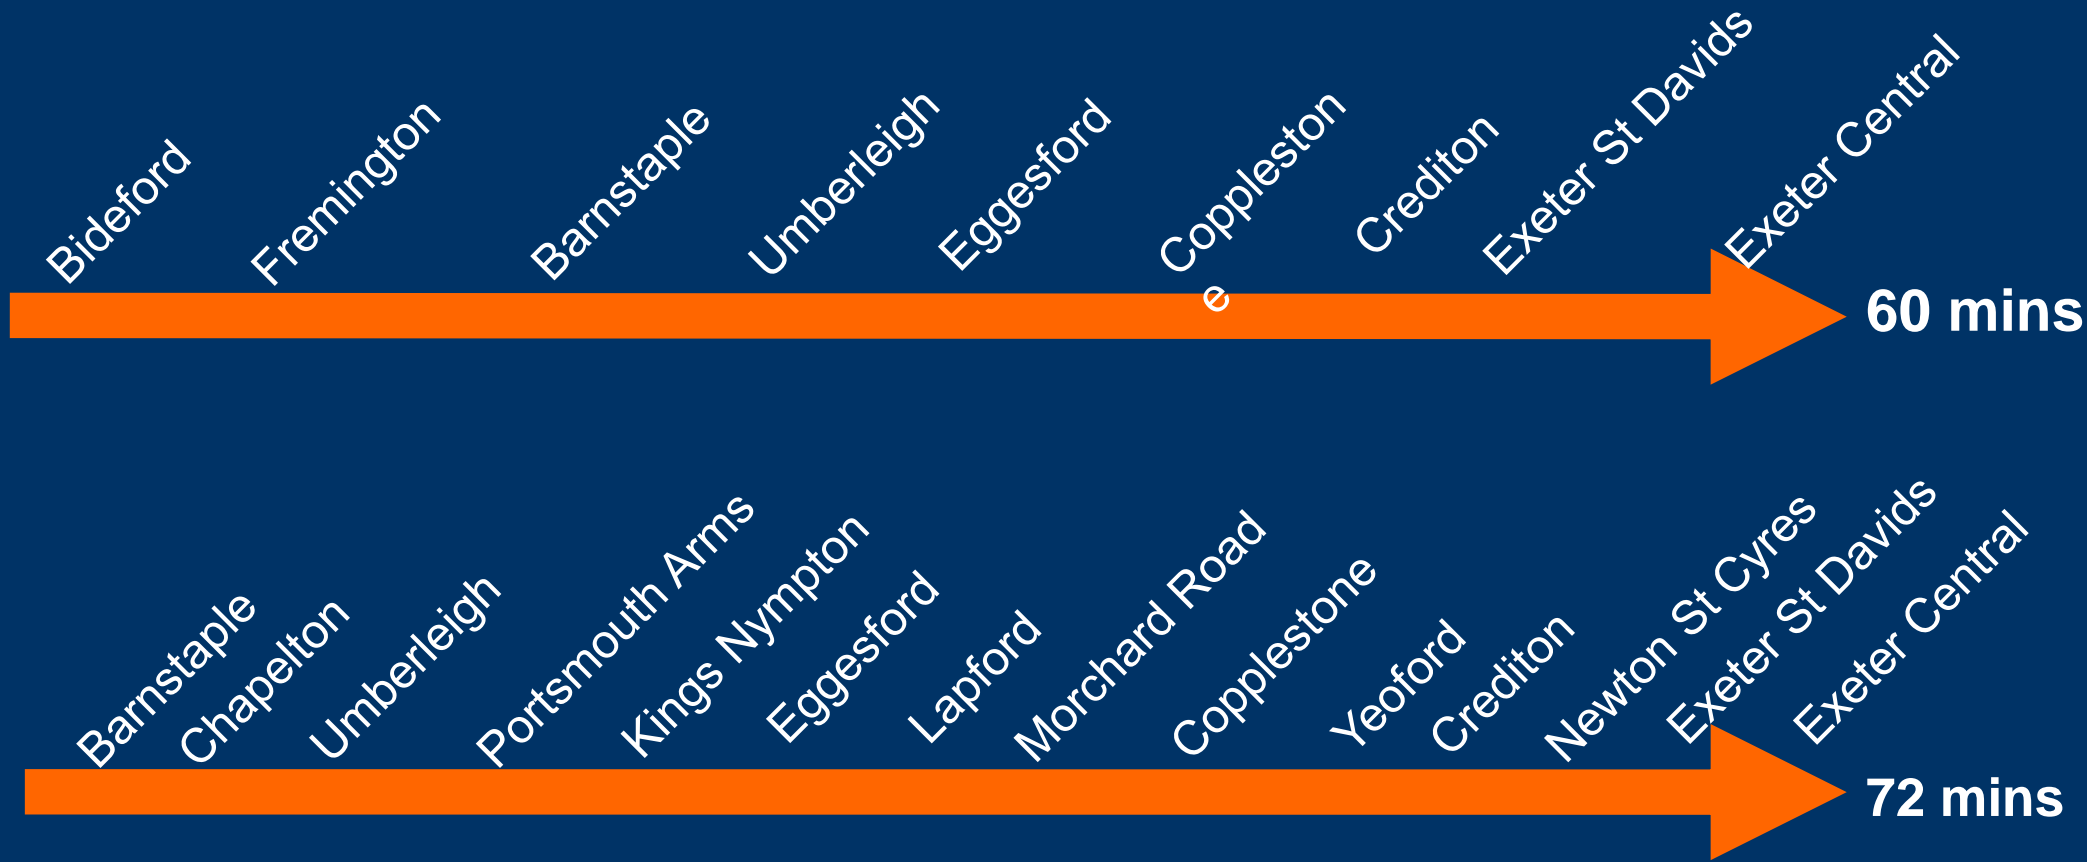 Bideford
Fremington
Barnstaple
Umberleigh
Eggesford
Coppleston
e
Crediton
Exeter St Davids
Exeter Central
60 mins
Barnstaple
Chapelton
Umberleigh
Portsmouth Arms
Kings Nympton
Eggesford
Lapford
Morchard Road
Copplestone
Yeoford
Crediton
Newton St Cyres
Exeter St Davids
Exeter Central
72 mins